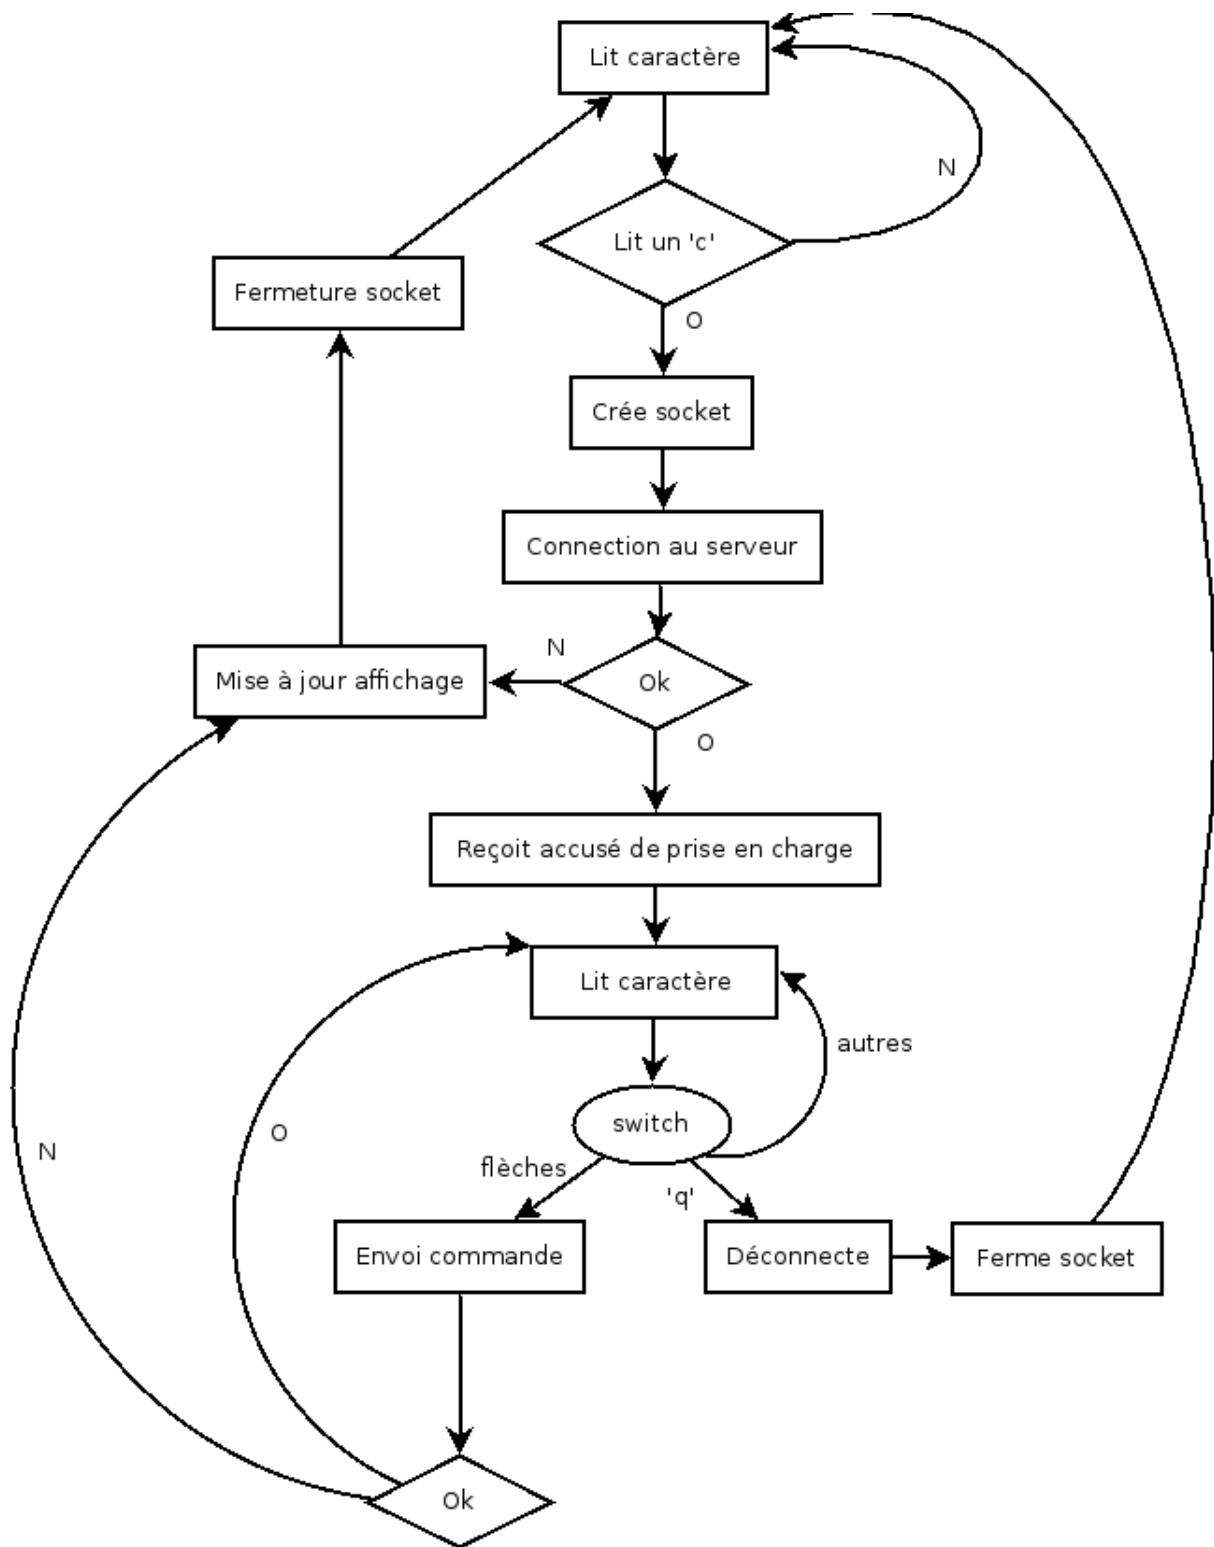 Lit caractère
N
Lit un 'c'
Fermeture socket
O
Crée socket
Connection au serveur
N
Mise à jour affichage
Ok
O
Reçoit accusé de prise en charge
Lit caractère
autres
switch
O
N
flèches
'q'
Envoi commande
Déconnecte
Ferme socket
Ok